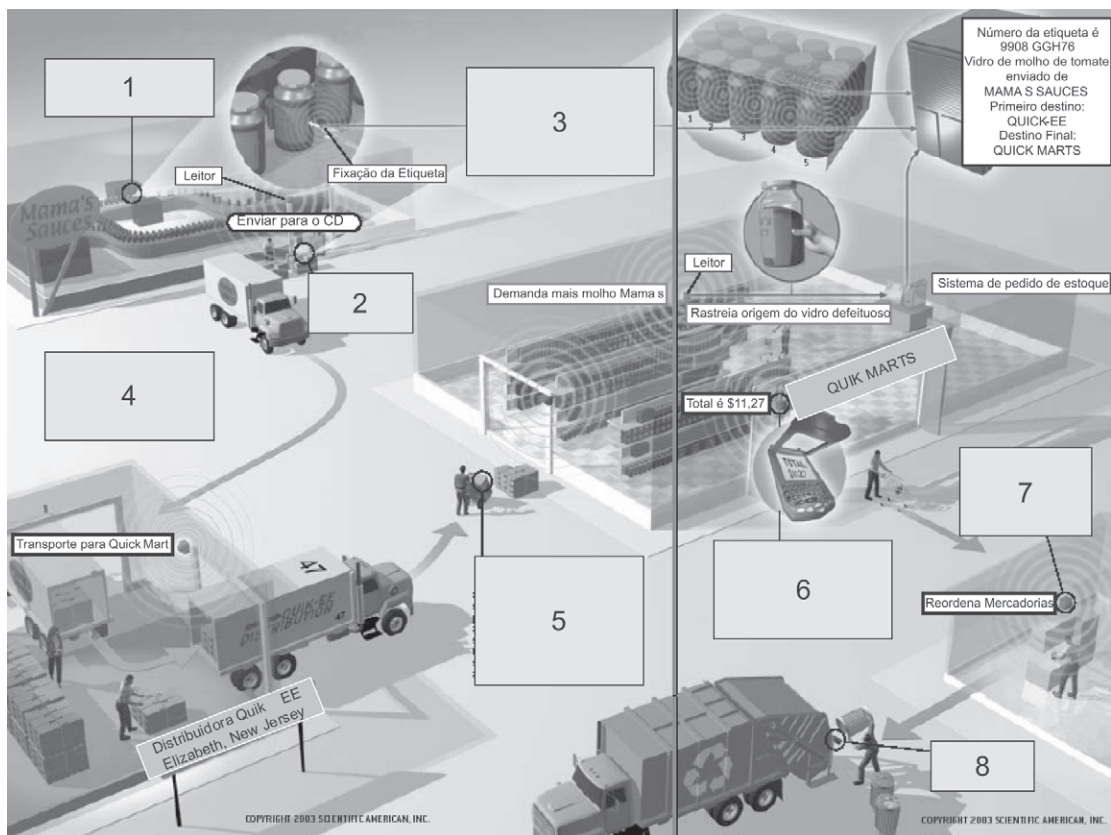 1
3
Número da etiqueta é
9908 GGH76
Vidro de molho de tomate
enviado de
MAMA S SAUCES
Primeiro destino:
QUICK-EE
Destino Final:
QUICK MARTS
1
2
3
4
5
Leitor
Fixação da Etiqueta
Mama's
Sauces
Enviar para o CD
2
Demanda mais molho Mama s
Leitor
Sistema de pedido de estoque
Rastreia origem do vidro defeituoso
4
QUIK MARTS
Total é $11,27
TOTAL
$11.27
7
Transporte para Quick Mart
47
QUIK-EE
DISTRIBUTION
47
5
6
Reordena Mercadorias
Distribuidora Quik EE
Elizabeth, New Jersey
8
COPYRIGHT 2003 SCIENTIFIC AMERICAN, INC.
COPYRIGHT 2003 SCIENTIFIC AMERICAN, INC.